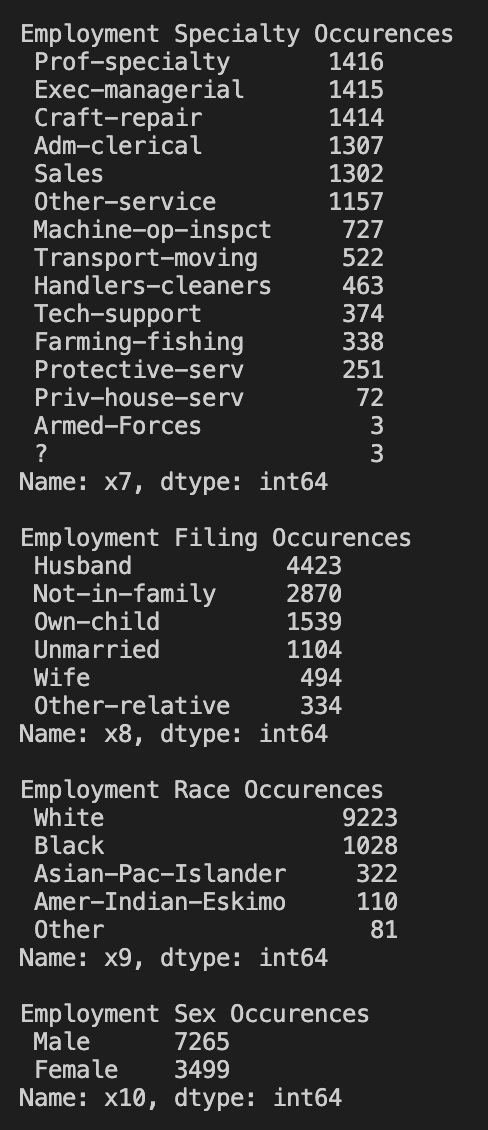 Employment Specialty Occurences
 Prof-specialty       1416
 Exec-managerial      1415
 Craft-repair         1414
 Adm-clerical         1307
 Sales                1302
 Other-service        1157
 Machine-op-inspct     727
 Transport-moving      522
 Handlers-cleaners     463
 Tech-support          374
 Farming-fishing       338
 Protective-serv       251
 Priv-house-serv        72
 Armed-Forces            3
 ?                       3
Name: x7, dtype: int64

Employment Filing Occurences
 Husband           4423
 Not-in-family     2870
 Own-child         1539
 Unmarried         1104
 Wife               494
 Other-relative     334
Name: x8, dtype: int64

Employment Race Occurences
 White                 9223
 Black                 1028
 Asian-Pac-Islander     322
 Amer-Indian-Eskimo     110
 Other                   81
Name: x9, dtype: int64

Employment Sex Occurences
 Male      7265
 Female    3499
Name: x10, dtype: int64